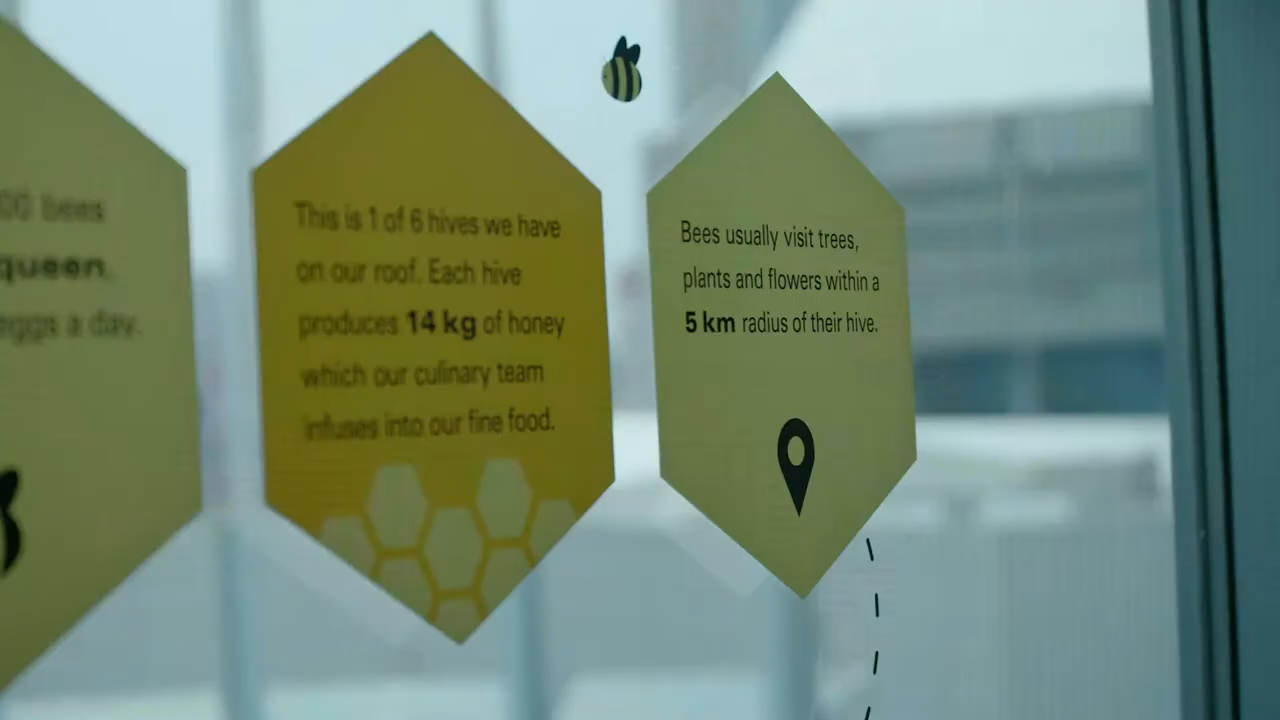 00 bees
queen.
eggs a day.
This is 1 of 6 hives we have
on our roof. Each hive
produces 14 kg of honey
which our culinary team
infuses into our fine food.
Bees usually visit trees,
plants and flowers within a
5 km radius of their hive.